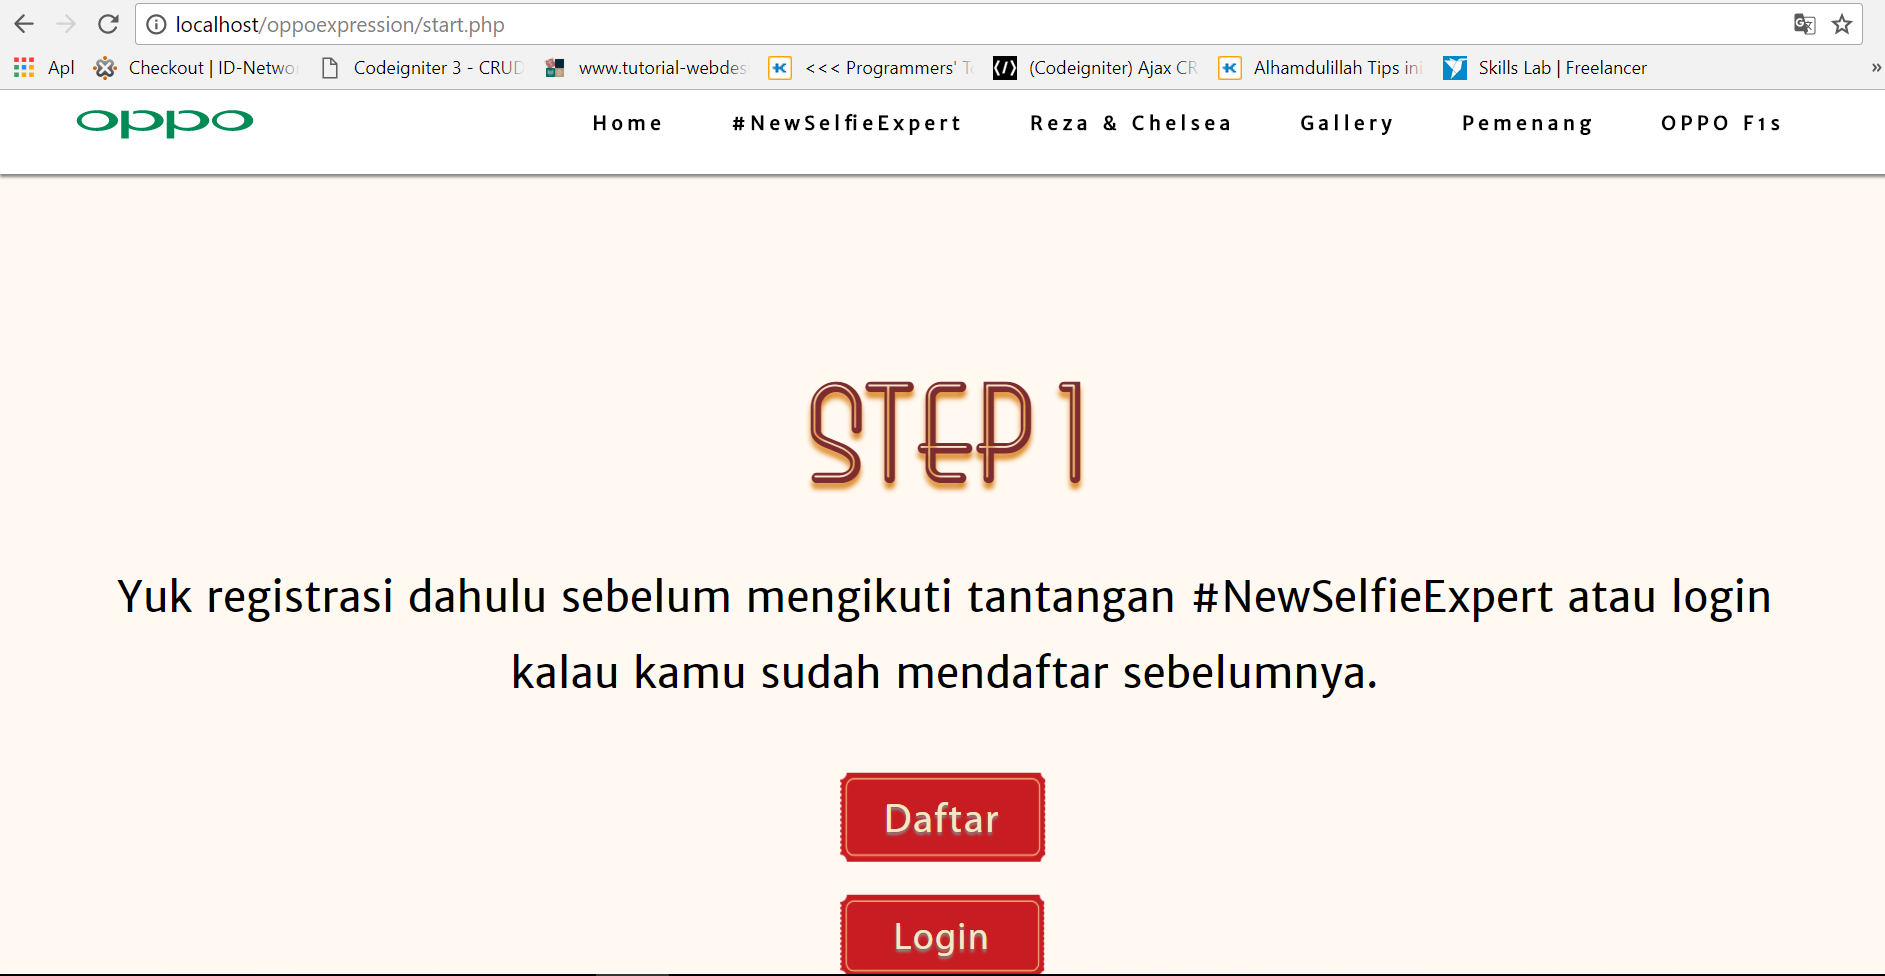 localhost/oppoexpression/start.php
Apl Checkout | ID-Networ Codeigniter 3 - CRUD www.tutorial-webdes <<< Programmers' To (Codeigniter) Ajax CR Alhamdulillah Tips ini Skills Lab | Freelancer »
oppo Home #NewSelfieExpert Reza & Chelsea Gallery Pemenang OPPO F1s
STEP 1
Yuk registrasi dahulu sebelum mengikuti tantangan #NewSelfieExpert atau login
kalau kamu sudah mendaftar sebelumnya.
Daftar
Login